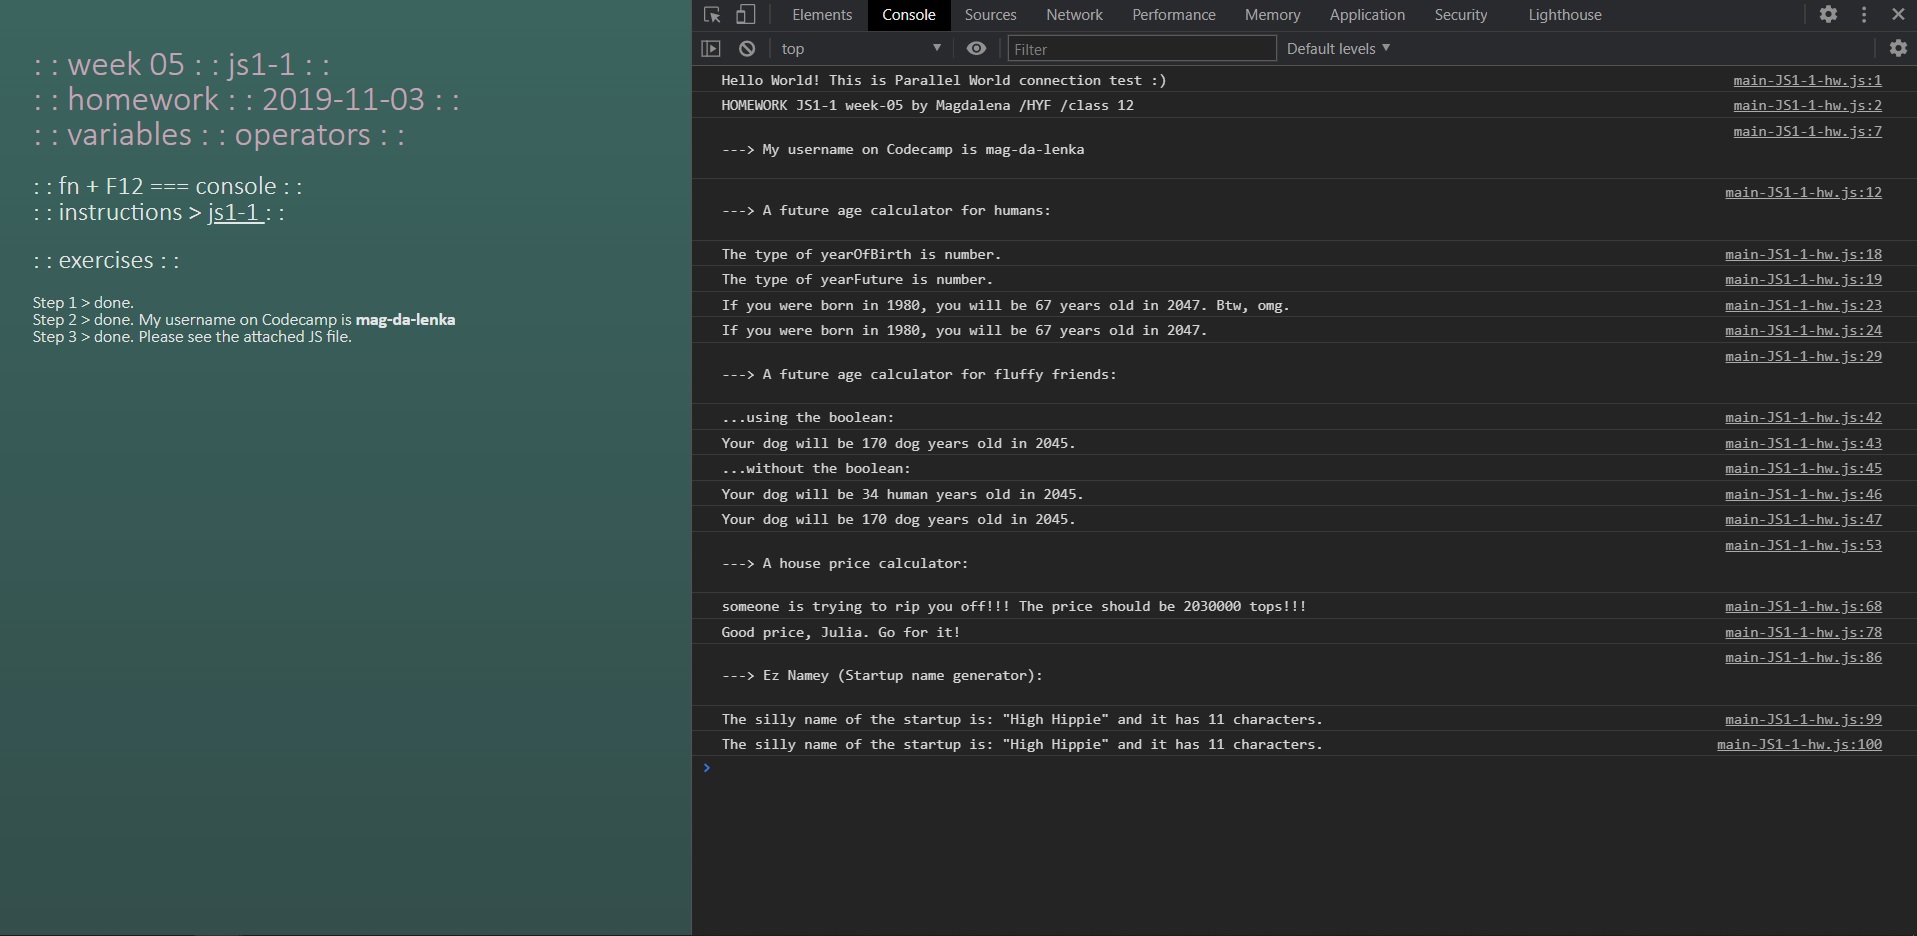 : : week 05 : : js1-1 : :
: : homework : : 2019-11-03 : :
: : variables : : operators : :
: : fn + F12 === console : :
: : instructions > js1-1 : :
: : exercises : :
Step 1 > done.
Step 2 > done. My username on Codecamp is mag-da-lenka
Step 3 > done. Please see the attached JS file.
Elements Console Sources Network Performance Memory Application Security Lighthouse
top Filter Default levels
Hello World! This is Parallel World connection test :) main-JS1-1-hw.js:1
HOMEWORK JS1-1 week-05 by Magdalena /HYF /class 12 main-JS1-1-hw.js:2
main-JS1-1-hw.js:7
---> My username on Codecamp is mag-da-lenka
main-JS1-1-hw.js:12
---> A future age calculator for humans:
The type of yearOfBirth is number. main-JS1-1-hw.js:18
The type of yearFuture is number. main-JS1-1-hw.js:19
If you were born in 1980, you will be 67 years old in 2047. Btw, omg. main-JS1-1-hw.js:23
If you were born in 1980, you will be 67 years old in 2047. main-JS1-1-hw.js:24
main-JS1-1-hw.js:29
---> A future age calculator for fluffy friends:
...using the boolean: main-JS1-1-hw.js:42
Your dog will be 170 dog years old in 2045. main-JS1-1-hw.js:43
...without the boolean: main-JS1-1-hw.js:45
Your dog will be 34 human years old in 2045. main-JS1-1-hw.js:46
Your dog will be 170 dog years old in 2045. main-JS1-1-hw.js:47
main-JS1-1-hw.js:53
---> A house price calculator:
someone is trying to rip you off!!! The price should be 2030000 tops!!! main-JS1-1-hw.js:68
Good price, Julia. Go for it! main-JS1-1-hw.js:78
main-JS1-1-hw.js:86
---> Ez Namey (Startup name generator):
The silly name of the startup is: "High Hippie" and it has 11 characters. main-JS1-1-hw.js:99
The silly name of the startup is: "High Hippie" and it has 11 characters. main-JS1-1-hw.js:100